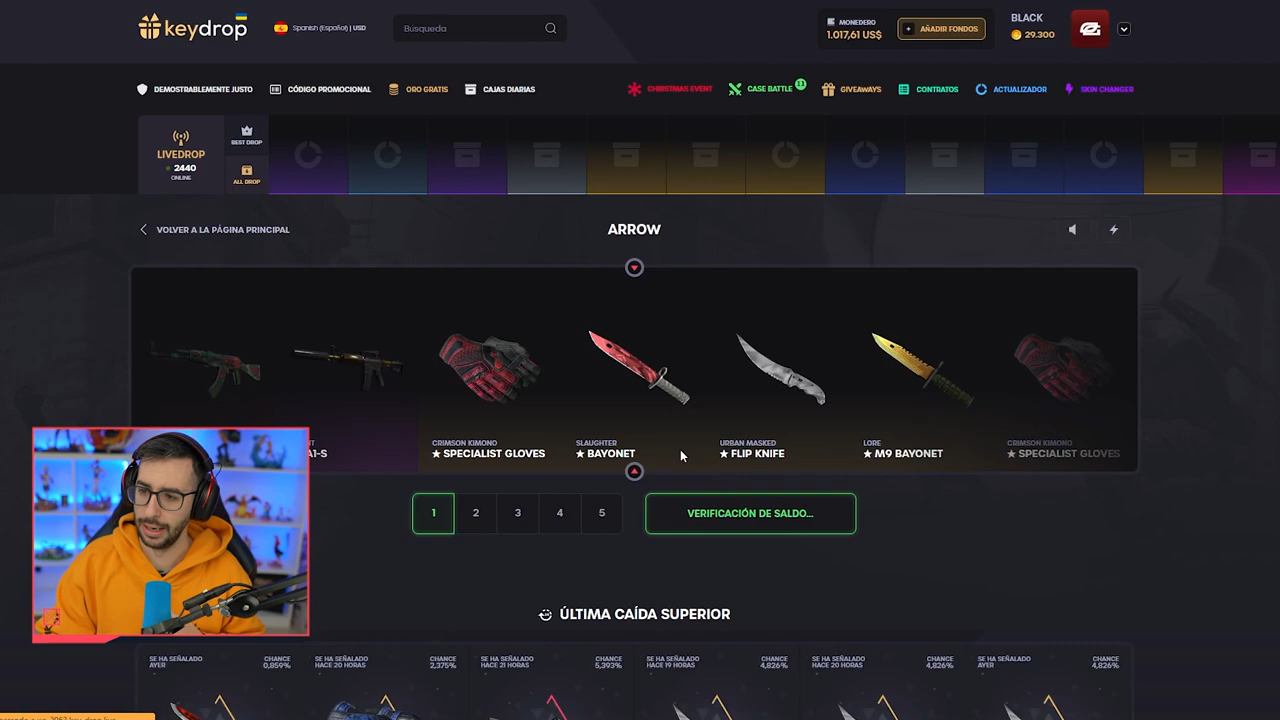 keydrop
Spanish (Español) | USD
Búsqueda
MONEDERO
1.017,61 US$
+ AÑADIR FONDOS
BLACK
29.300
DEMOSTRABLEMENTE JUSTO
CÓDIGO PROMOCIONAL
ORO GRATIS
CAJAS DIARIAS
CHRISTMAS EVENT
CASE BATTLE
GIVEAWAYS
CONTRATOS
ACTUALIZADOR
SKIN CHANGER
LIVEDROP
2440
ONLINE
BEST DROP
ALL DROP
VOLVER A LA PÁGINA PRINCIPAL
ARROW
CRIMSON KIMONO
★ SPECIALIST GLOVES
SLAUGHTER
★ BAYONET
URBAN MASKED
★ FLIP KNIFE
LORE
★ M9 BAYONET
CRIMSON KIMONO
★ SPECIALIST GLOVES
1
2
3
4
5
VERIFICACIÓN DE SALDO...
ÚLTIMA CAÍDA SUPERIOR
SE HA SEÑALADO
AYER
CHANCE
0,859%
SE HA SEÑALADO
HACE 20 HORAS
CHANCE
2,375%
SE HA SEÑALADO
HACE 21 HORAS
CHANCE
5,393%
SE HA SEÑALADO
HACE 19 HORAS
CHANCE
4,826%
SE HA SEÑALADO
HACE 20 HORAS
CHANCE
4,826%
SE HA SEÑALADO
AYER
CHANCE
4,826%